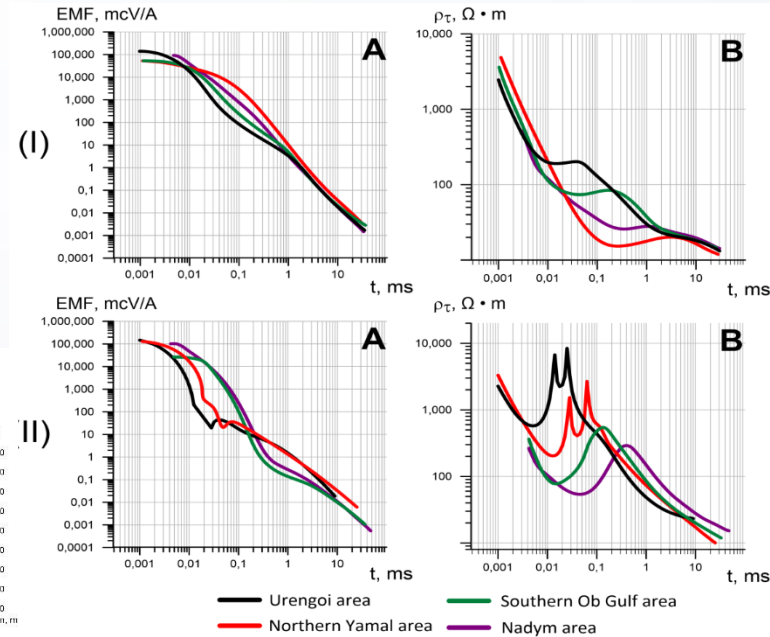 EMF, mcV/A
ρτ, Ω • m
(I)
A
B
1,000,000
100,000
10,000
1,000
100
10
1
0,1
0,01
0,001
0,0001
0,001 0,01 0,1 1 10
t, ms
10,000
1,000
100
0,001 0,01 0,1 1 10
t, ms
EMF, mcV/A
ρτ, Ω • m
II)
A
B
1,000,000
100,000
10,000
1,000
100
10
1
0,1
0,01
0,001
0,0001
0,001 0,01 0,1 1 10
t, ms
10,000
1,000
100
0,001 0,01 0,1 1 10
t, ms
Urengoi area
Southern Ob Gulf area
Northern Yamal area
Nadym area